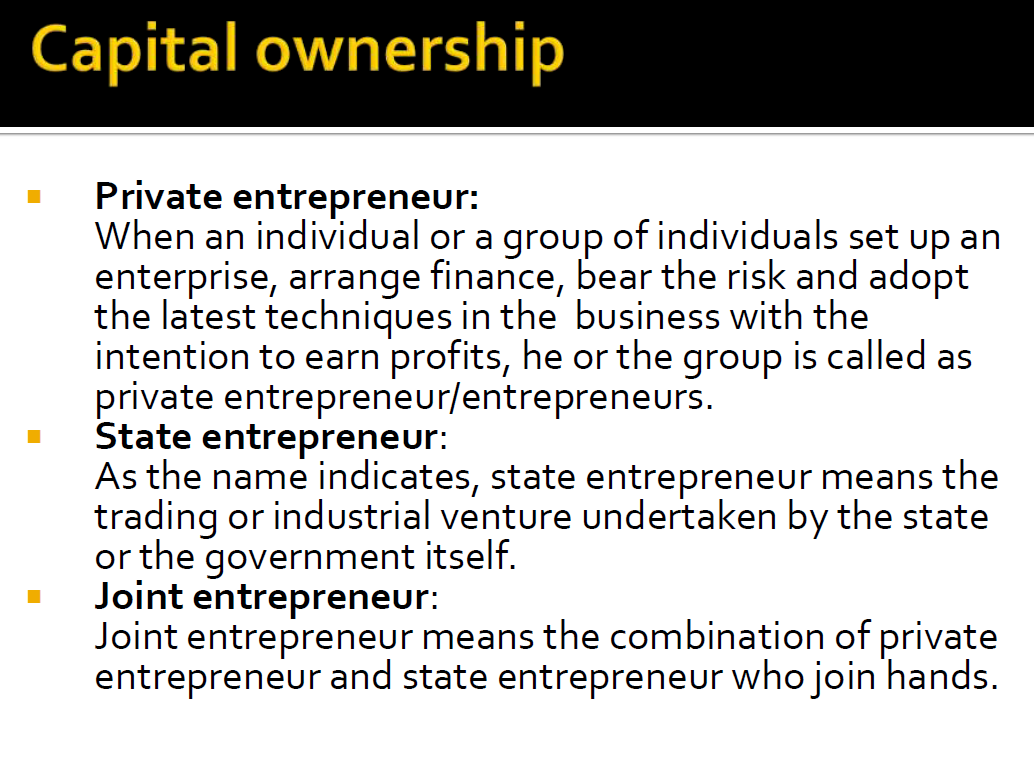 Capital ownership
Private entrepreneur:
When an individual or a group of individuals set up an
enterprise, arrange finance, bear the risk and adopt
the latest techniques in the  business with the
intention to earn profits, he or the group is called as
private entrepreneur/entrepreneurs.
State entrepreneur:
As the name indicates, state entrepreneur means the
trading or industrial venture undertaken by the state
or the government itself.
Joint entrepreneur:
Joint entrepreneur means the combination of private
entrepreneur and state entrepreneur who join hands.